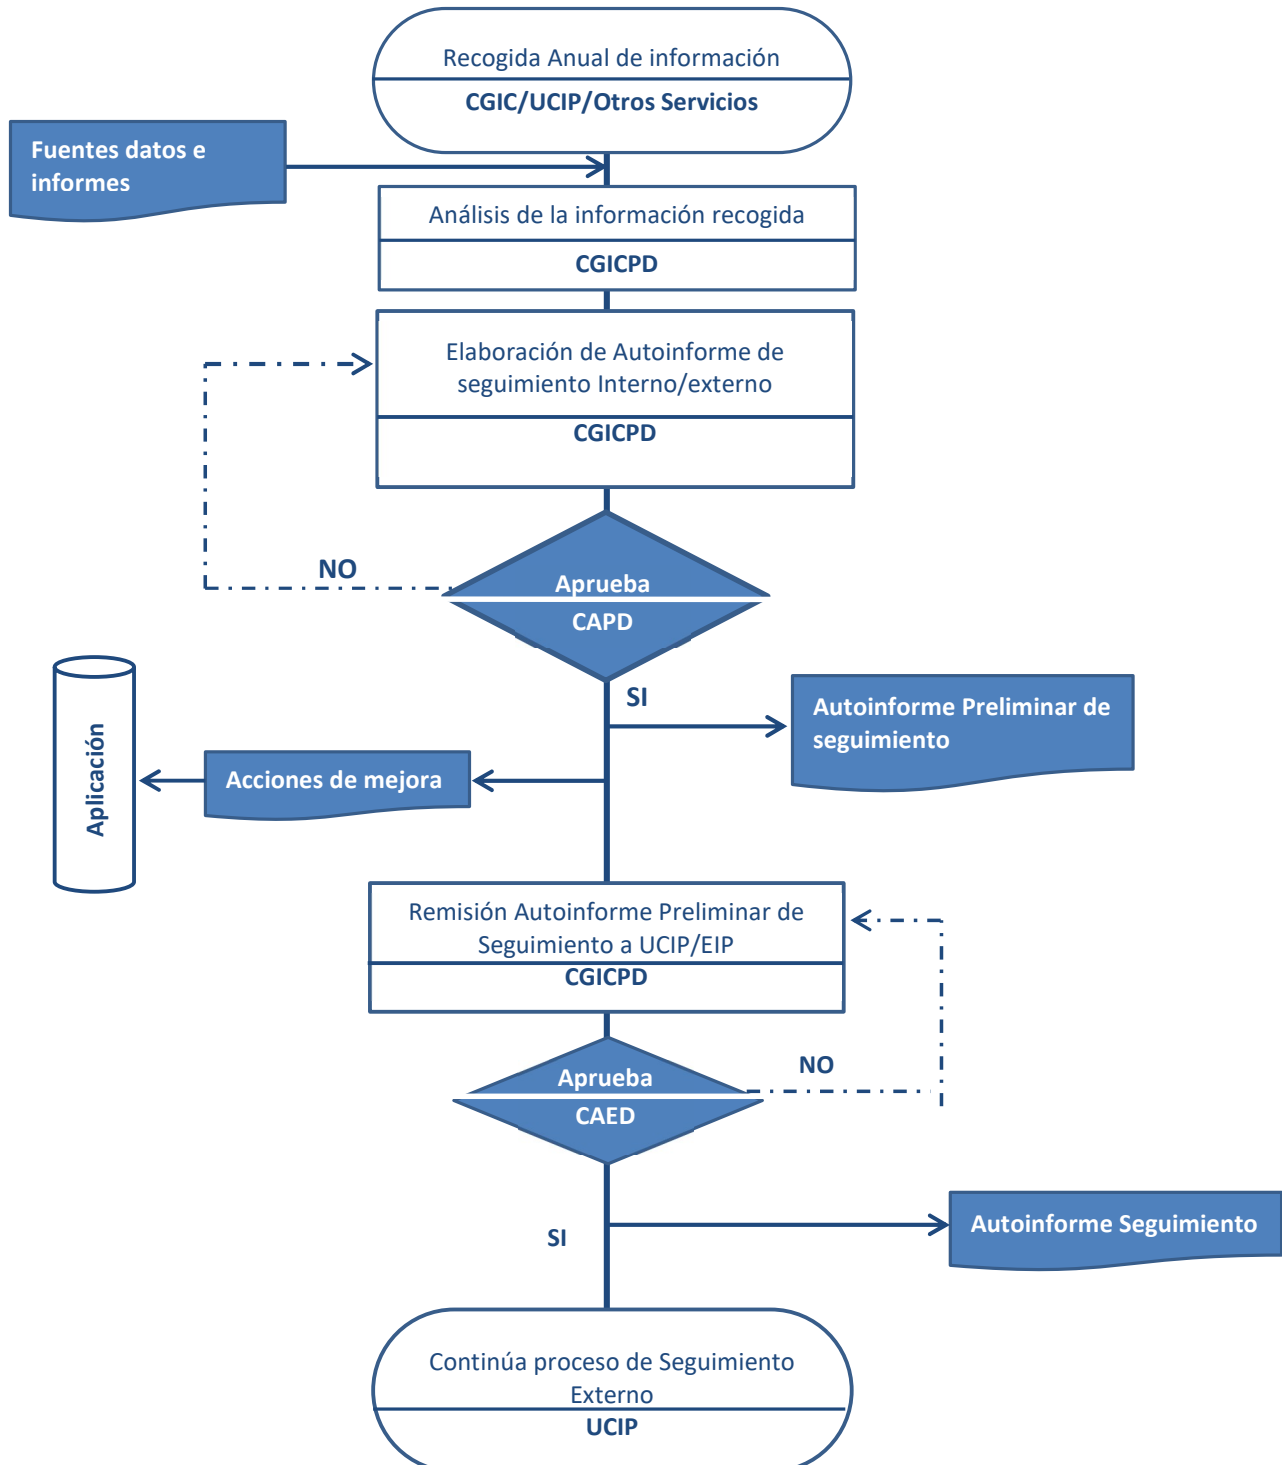 Recogida Anual de información
CGIC/UCIP/Otros Servicios
Fuentes datos e
informes
Análisis de la información recogida
CGICPD
Elaboración de Autoinforme de
seguimiento Interno/externo
CGICPD
NO
Aprueba
CAPD
SI
Autoinforme Preliminar de
seguimiento
Acciones de mejora
Aplicación
Remisión Autoinforme Preliminar de
Seguimiento a UCIP/EIP
CGICPD
Aprueba
NO
CAED
Autoinforme Seguimiento
SI
Continúa proceso de Seguimiento
Externo
UCIP